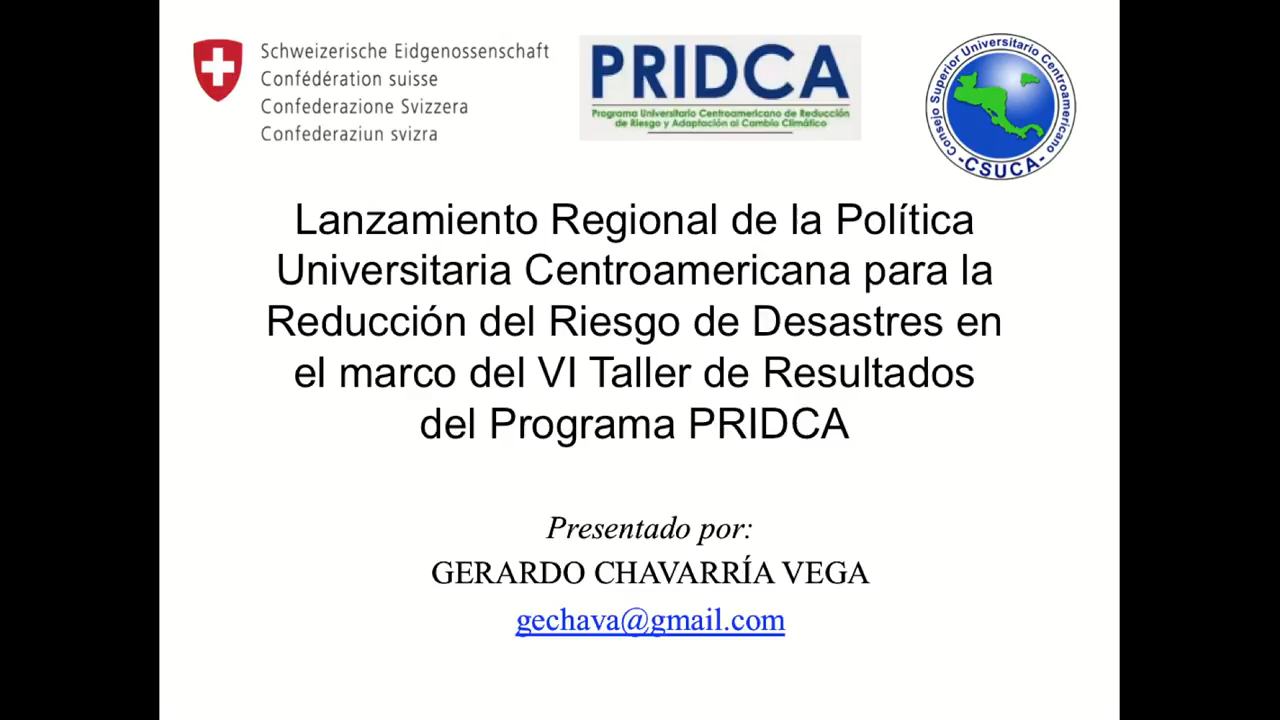 Schweizerische Eidgenossenschaft
Confédération suisse
Confederazione Svizzera
Confederaziun svizra
PRIDCA
Programa Universitario Centroamericano de Reducción
de Riesgo y Adaptación al Cambio Climático
Consejo Superior Universitario Centroamericano
-CSUCA-
Lanzamiento Regional de la Política
Universitaria Centroamericana para la
Reducción del Riesgo de Desastres en
el marco del VI Taller de Resultados
del Programa PRIDCA
Presentado por:
GERARDO CHAVARRÍA VEGA
gechava@gmail.com